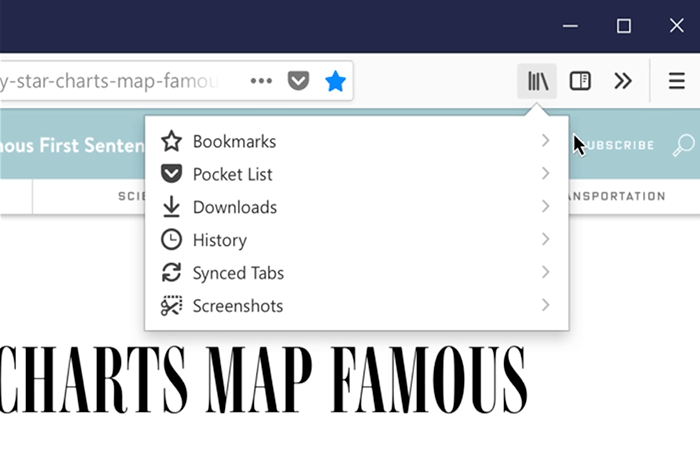 y-star-charts-map-famou
ous First Senten
UBSCRIBE
SCIE
ANSPORTATION
Bookmarks
Pocket List
Downloads
History
Synced Tabs
Screenshots
CHARTS MAP FAMOUS